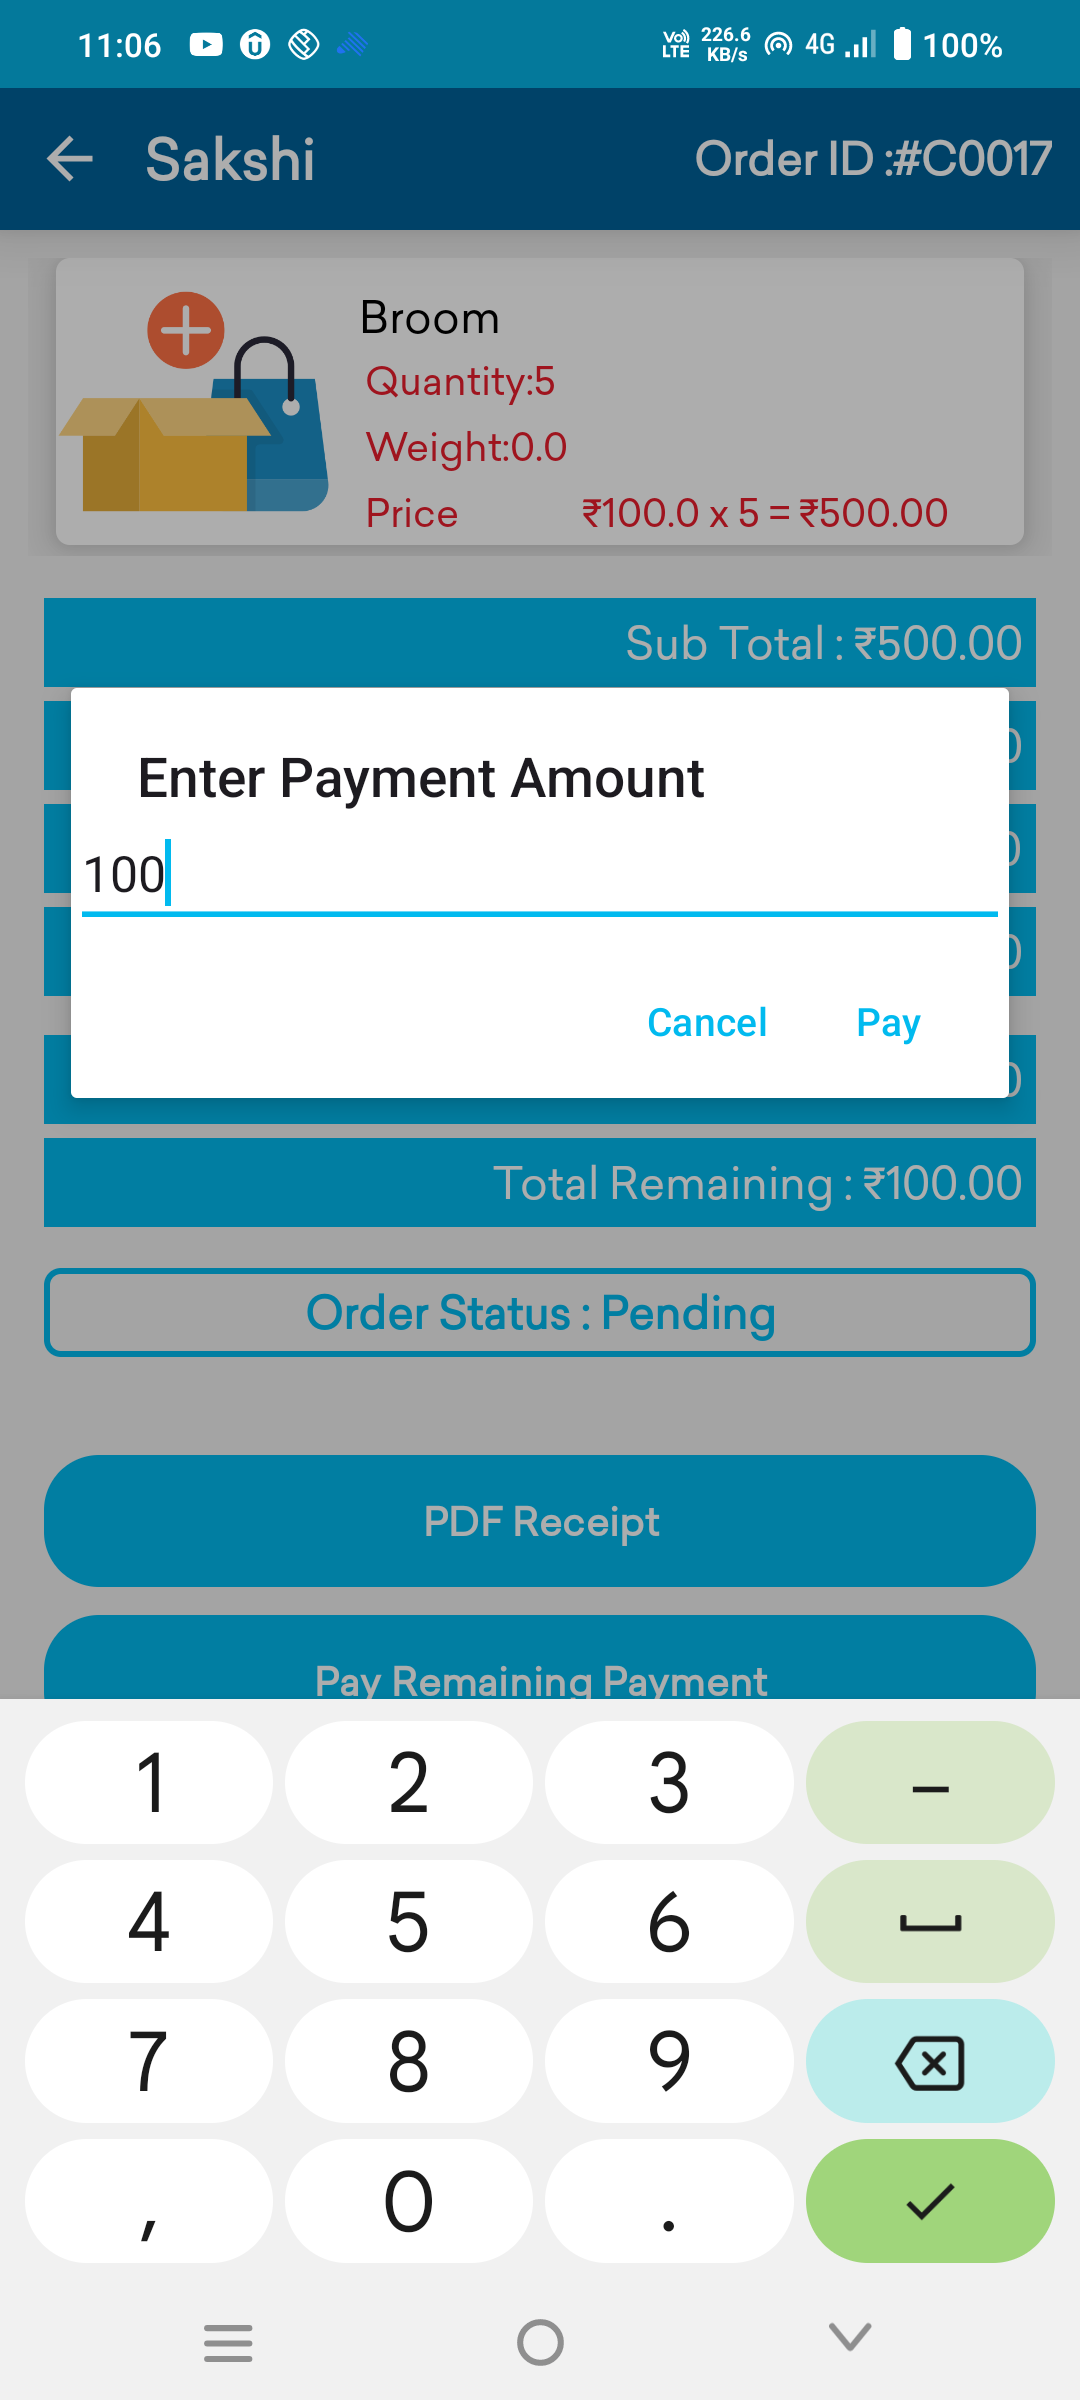 11:06 VoLTE 226.6 KB/s 4G 100%
Sakshi Order ID :#C0017
Broom
Quantity:5
Weight:0.0
Price ₹100.0 x 5 = ₹500.00
Sub Total : ₹500.00
Enter Payment Amount
100
Cancel Pay
Total Remaining : ₹100.00
Order Status : Pending
PDF Receipt
Pay Remaining Payment
1 2 3 –
4 5 6
7 8 9
, 0 .